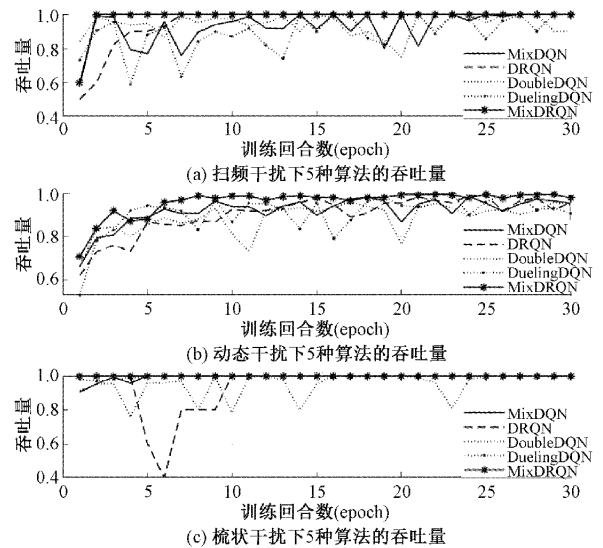 1.0
0.8
0.6
0.4
吞吐量
MixDQN
DRQN
DoubleDQN
DuelingDQN
MixDRQN
0 5 10 15 20 25 30
训练回合数(epoch)
(a) 扫频干扰下5种算法的吞吐量
1.0
0.8
0.6
吞吐量
MixDQN
DRQN
DoubleDQN
DuelingDQN
MixDRQN
0 5 10 15 20 25 30
训练回合数(epoch)
(b) 动态干扰下5种算法的吞吐量
1.0
0.8
0.6
0.4
吞吐量
MixDQN
DRQN
DoubleDQN
DuelingDQN
MixDRQN
0 5 10 15 20 25 30
训练回合数(epoch)
(c) 梳状干扰下5种算法的吞吐量